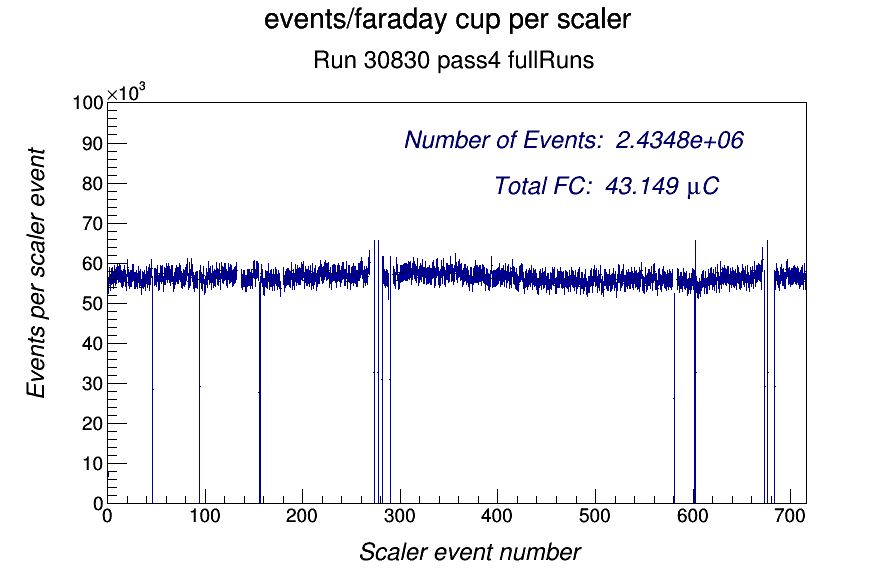 events/faraday cup per scaler
Run 30830 pass4 fullRuns
×10³
100
90
80
70
60
50
40
30
20
10
0
Number of Events: 2.4348e+06
Total FC: 43.149 μC
Events per scaler event
0 100 200 300 400 500 600 700
Scaler event number